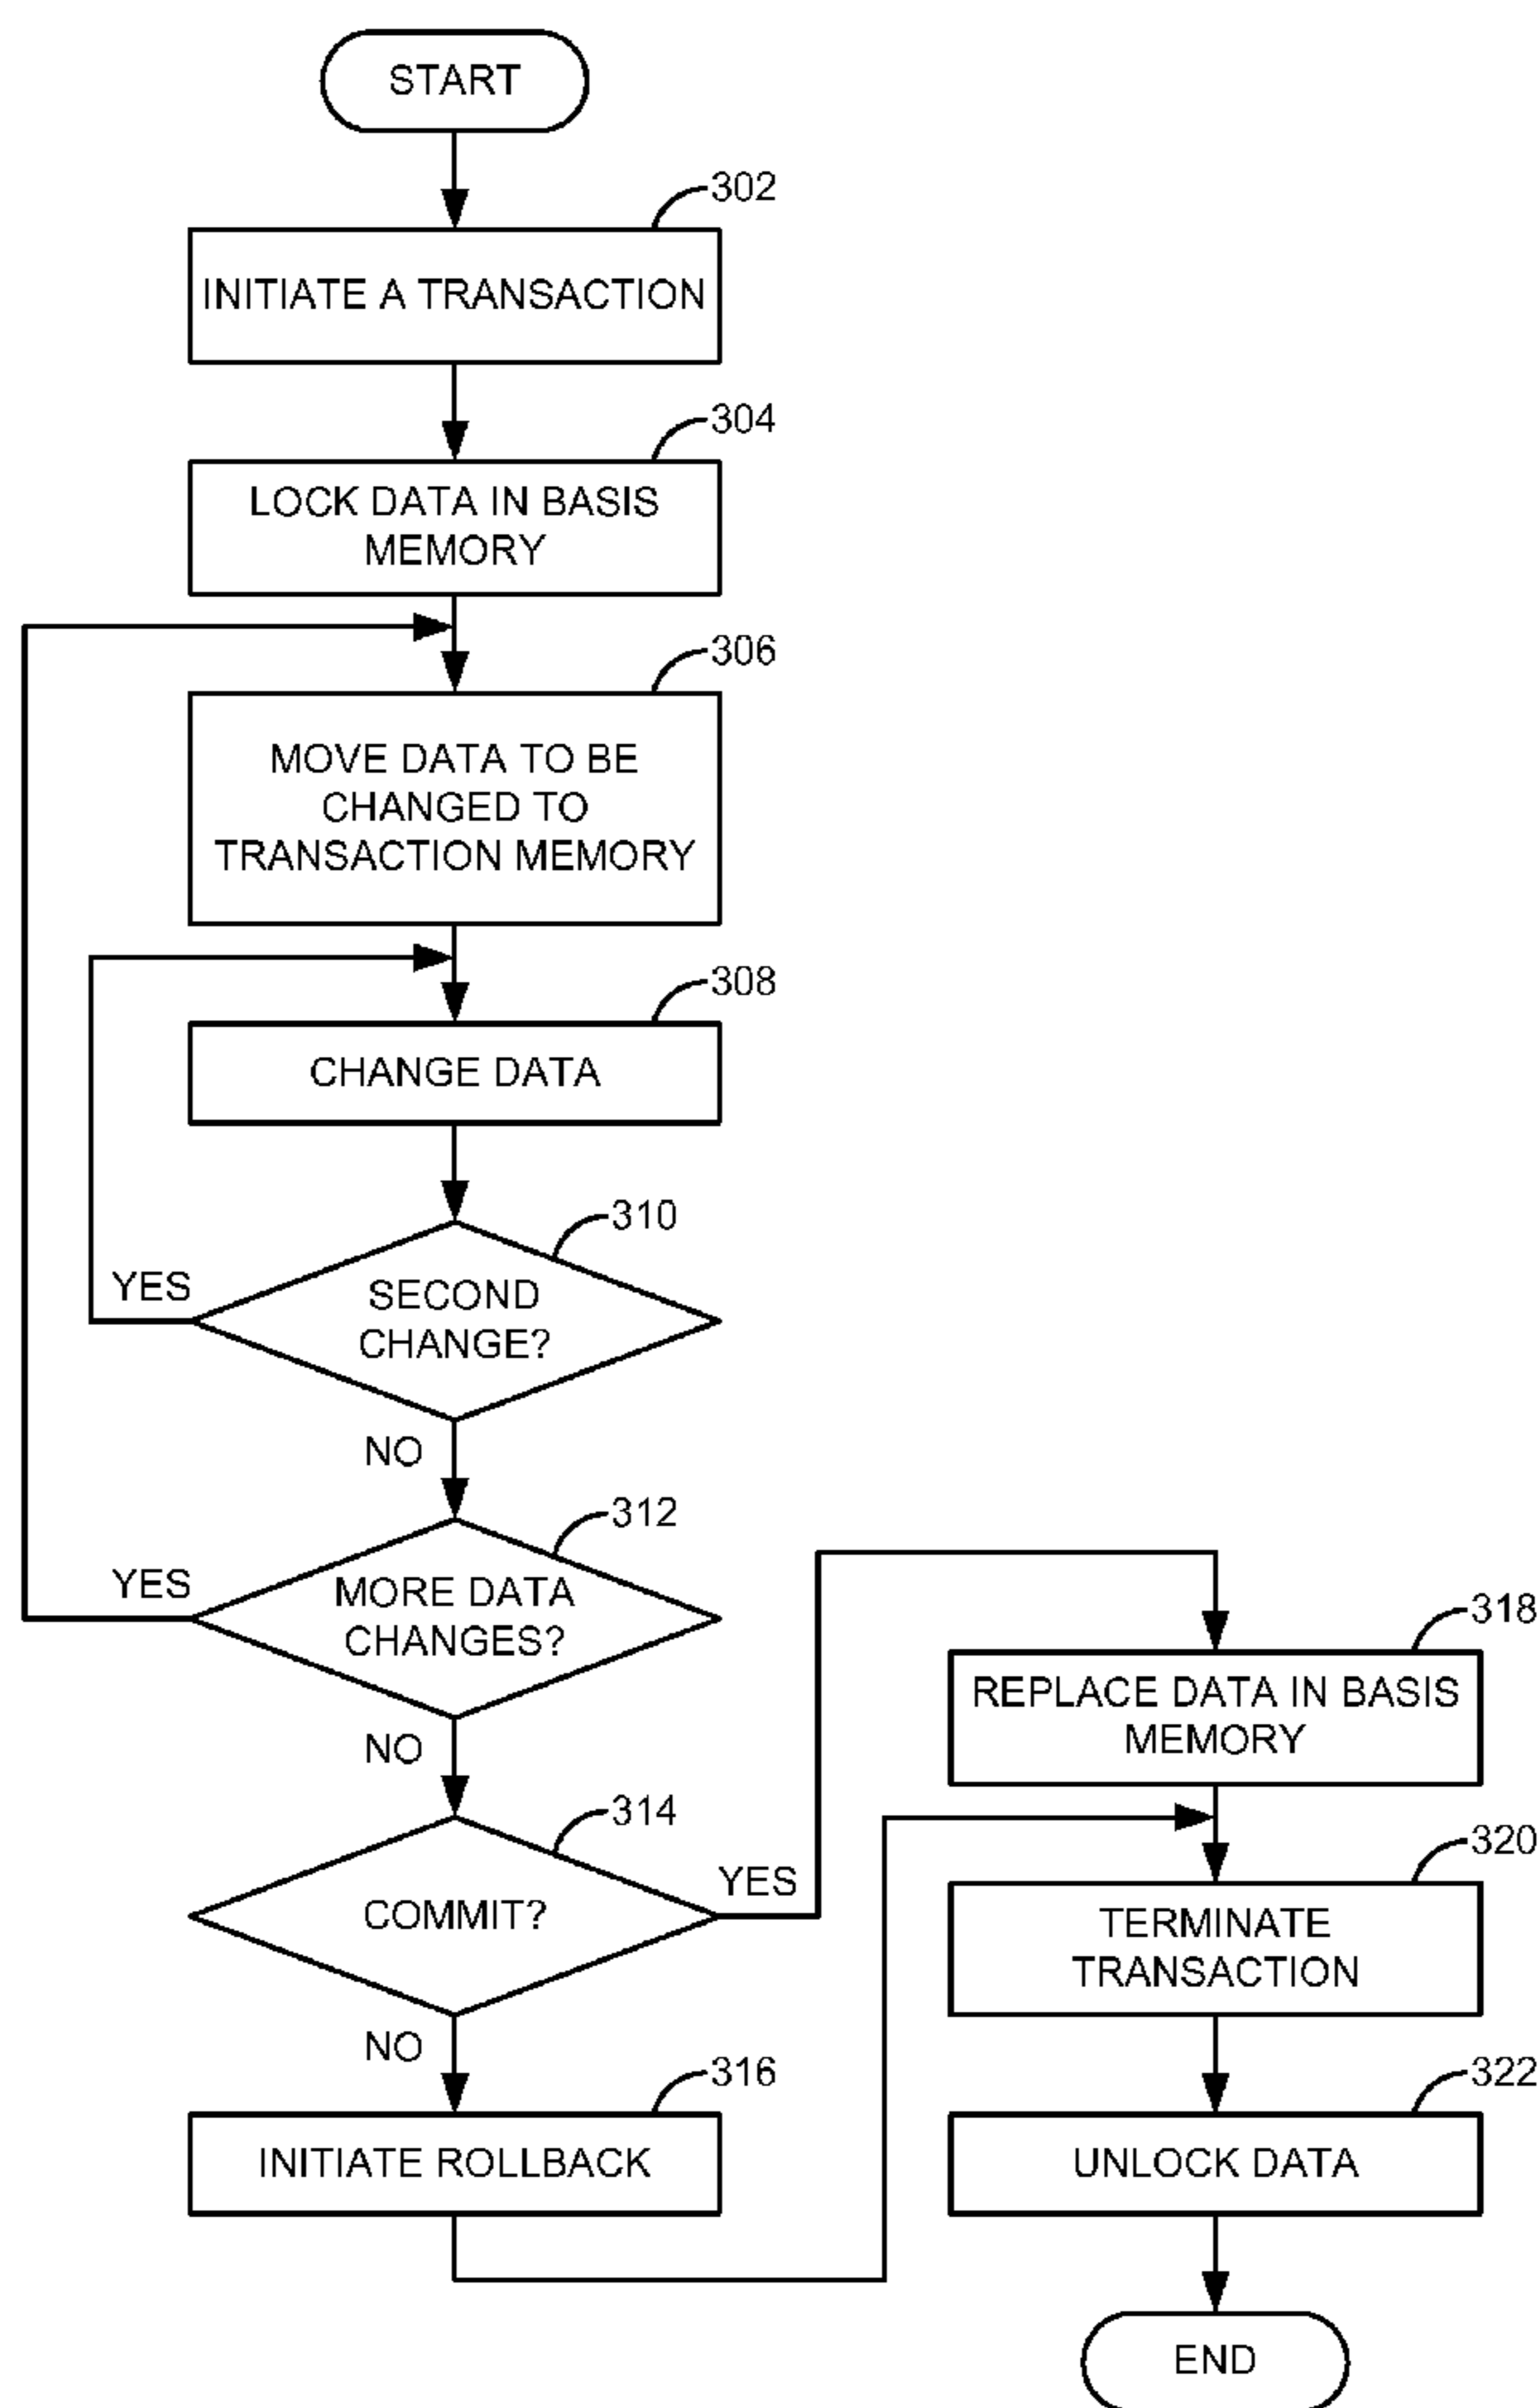 START
302
INITIATE A TRANSACTION
304
LOCK DATA IN BASIS
MEMORY
306
MOVE DATA TO BE
CHANGED TO
TRANSACTION MEMORY
308
CHANGE DATA
310
YES
SECOND
CHANGE?
NO
312
YES
MORE DATA
CHANGES?
NO
314
COMMIT?
YES
NO
316
INITIATE ROLLBACK
318
REPLACE DATA IN BASIS
MEMORY
320
TERMINATE
TRANSACTION
322
UNLOCK DATA
END